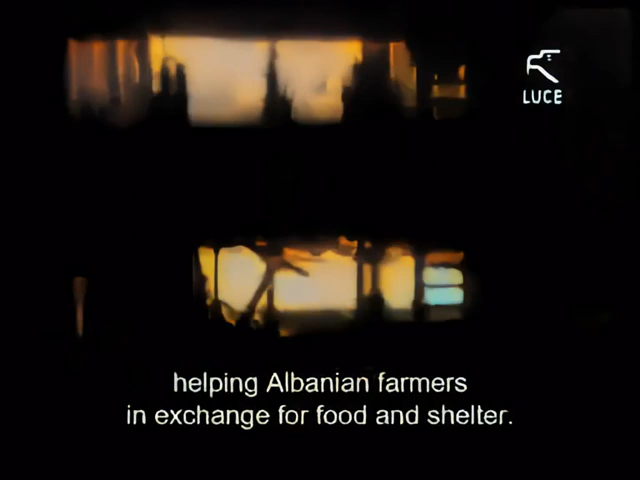 LUCE
helping Albanian farmers
in exchange for food and shelter.